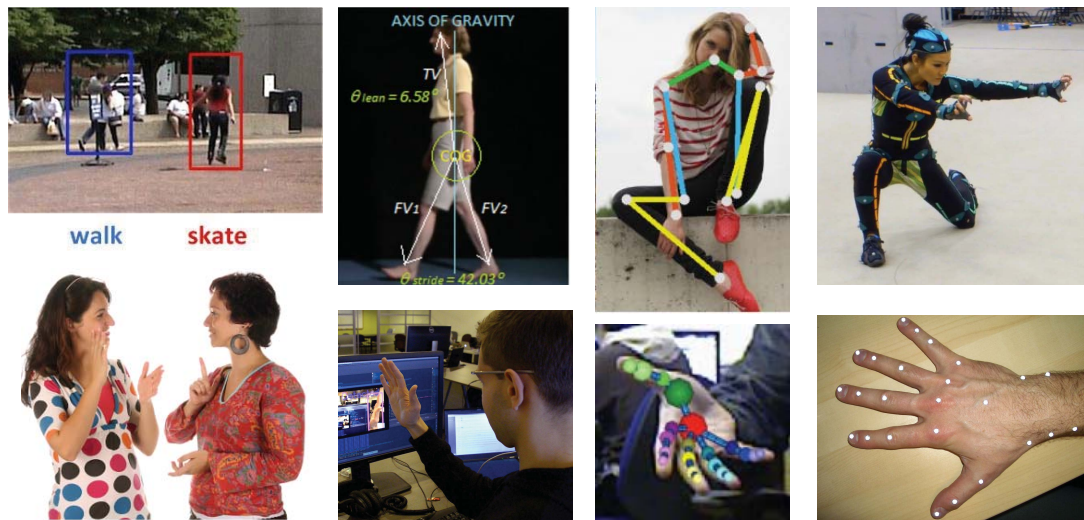 walk
skate
AXIS OF GRAVITY
TV
θ lean = 6.58°
COG
FV1
FV2
θ stride = 42.03°